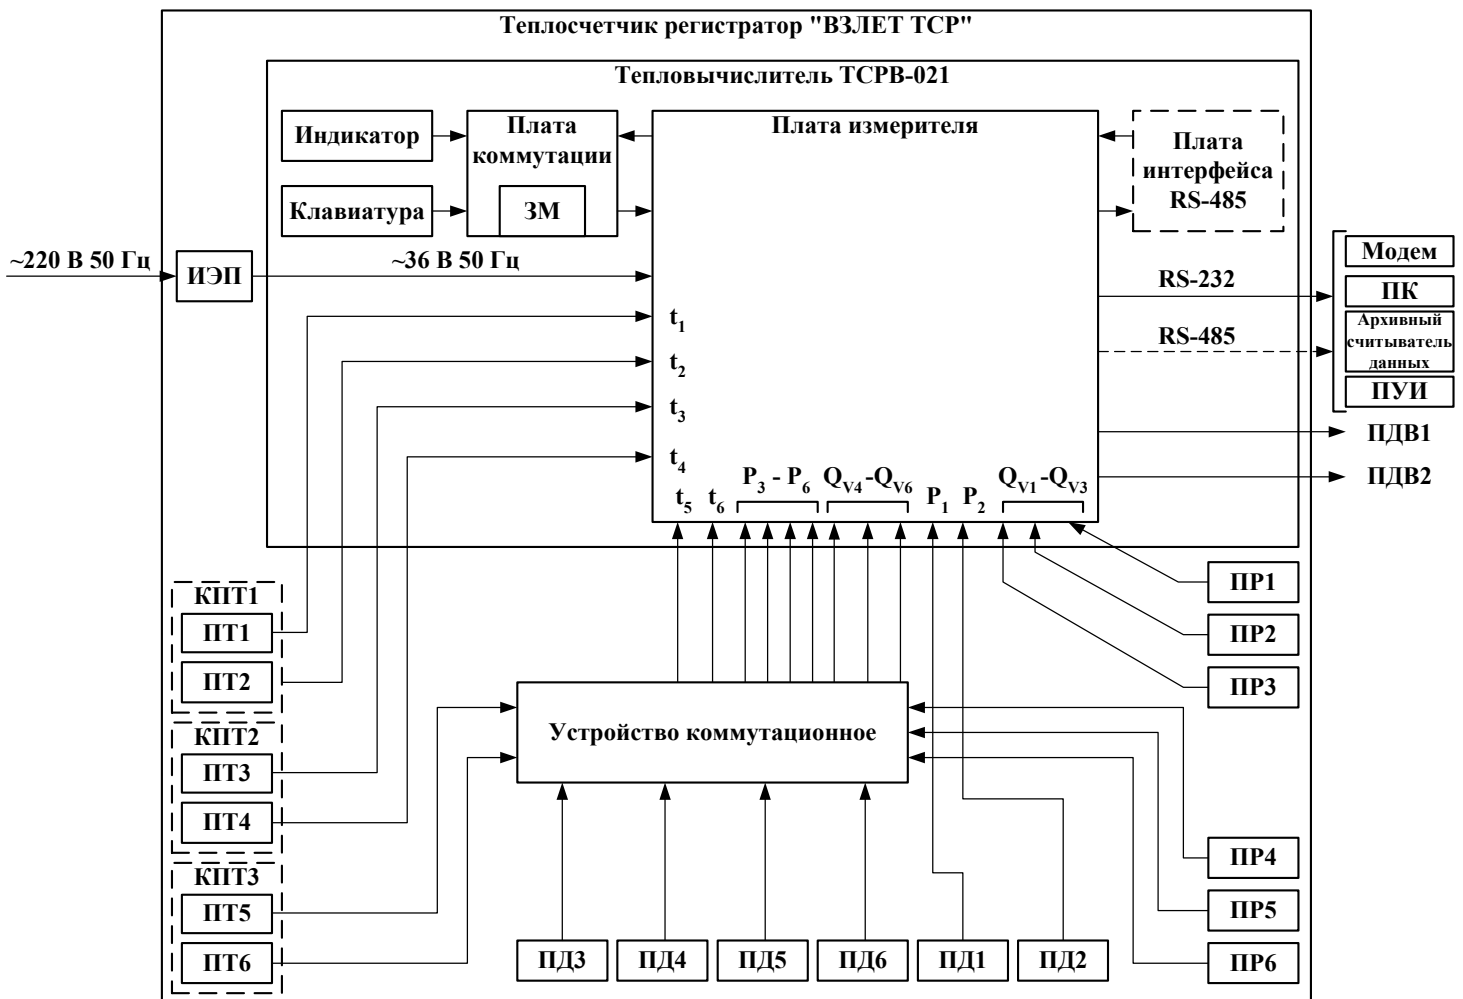 Теплосчетчик регистратор "ВЗЛЕТ ТСР"
Тепловычислитель ТСРВ-021
Индикатор
Плата
коммутации
Плата измерителя
Плата
интерфейса
RS-485
Клавиатура
ЗМ
~220 В 50 Гц
ИЭП
~36 В 50 Гц
RS-232
RS-485
Модем
ПК
Архивный
считыватель
данных
ПУИ
ПДВ1
ПДВ2
t1
t2
t3
t4
t5
t6
P3 - P6
QV4-QV6
P1
P2
QV1-QV3
КПТ1
ПТ1
ПТ2
КПТ2
ПТ3
ПТ4
КПТ3
ПТ5
ПТ6
Устройство коммутационное
ПР1
ПР2
ПР3
ПР4
ПР5
ПР6
ПД3
ПД4
ПД5
ПД6
ПД1
ПД2